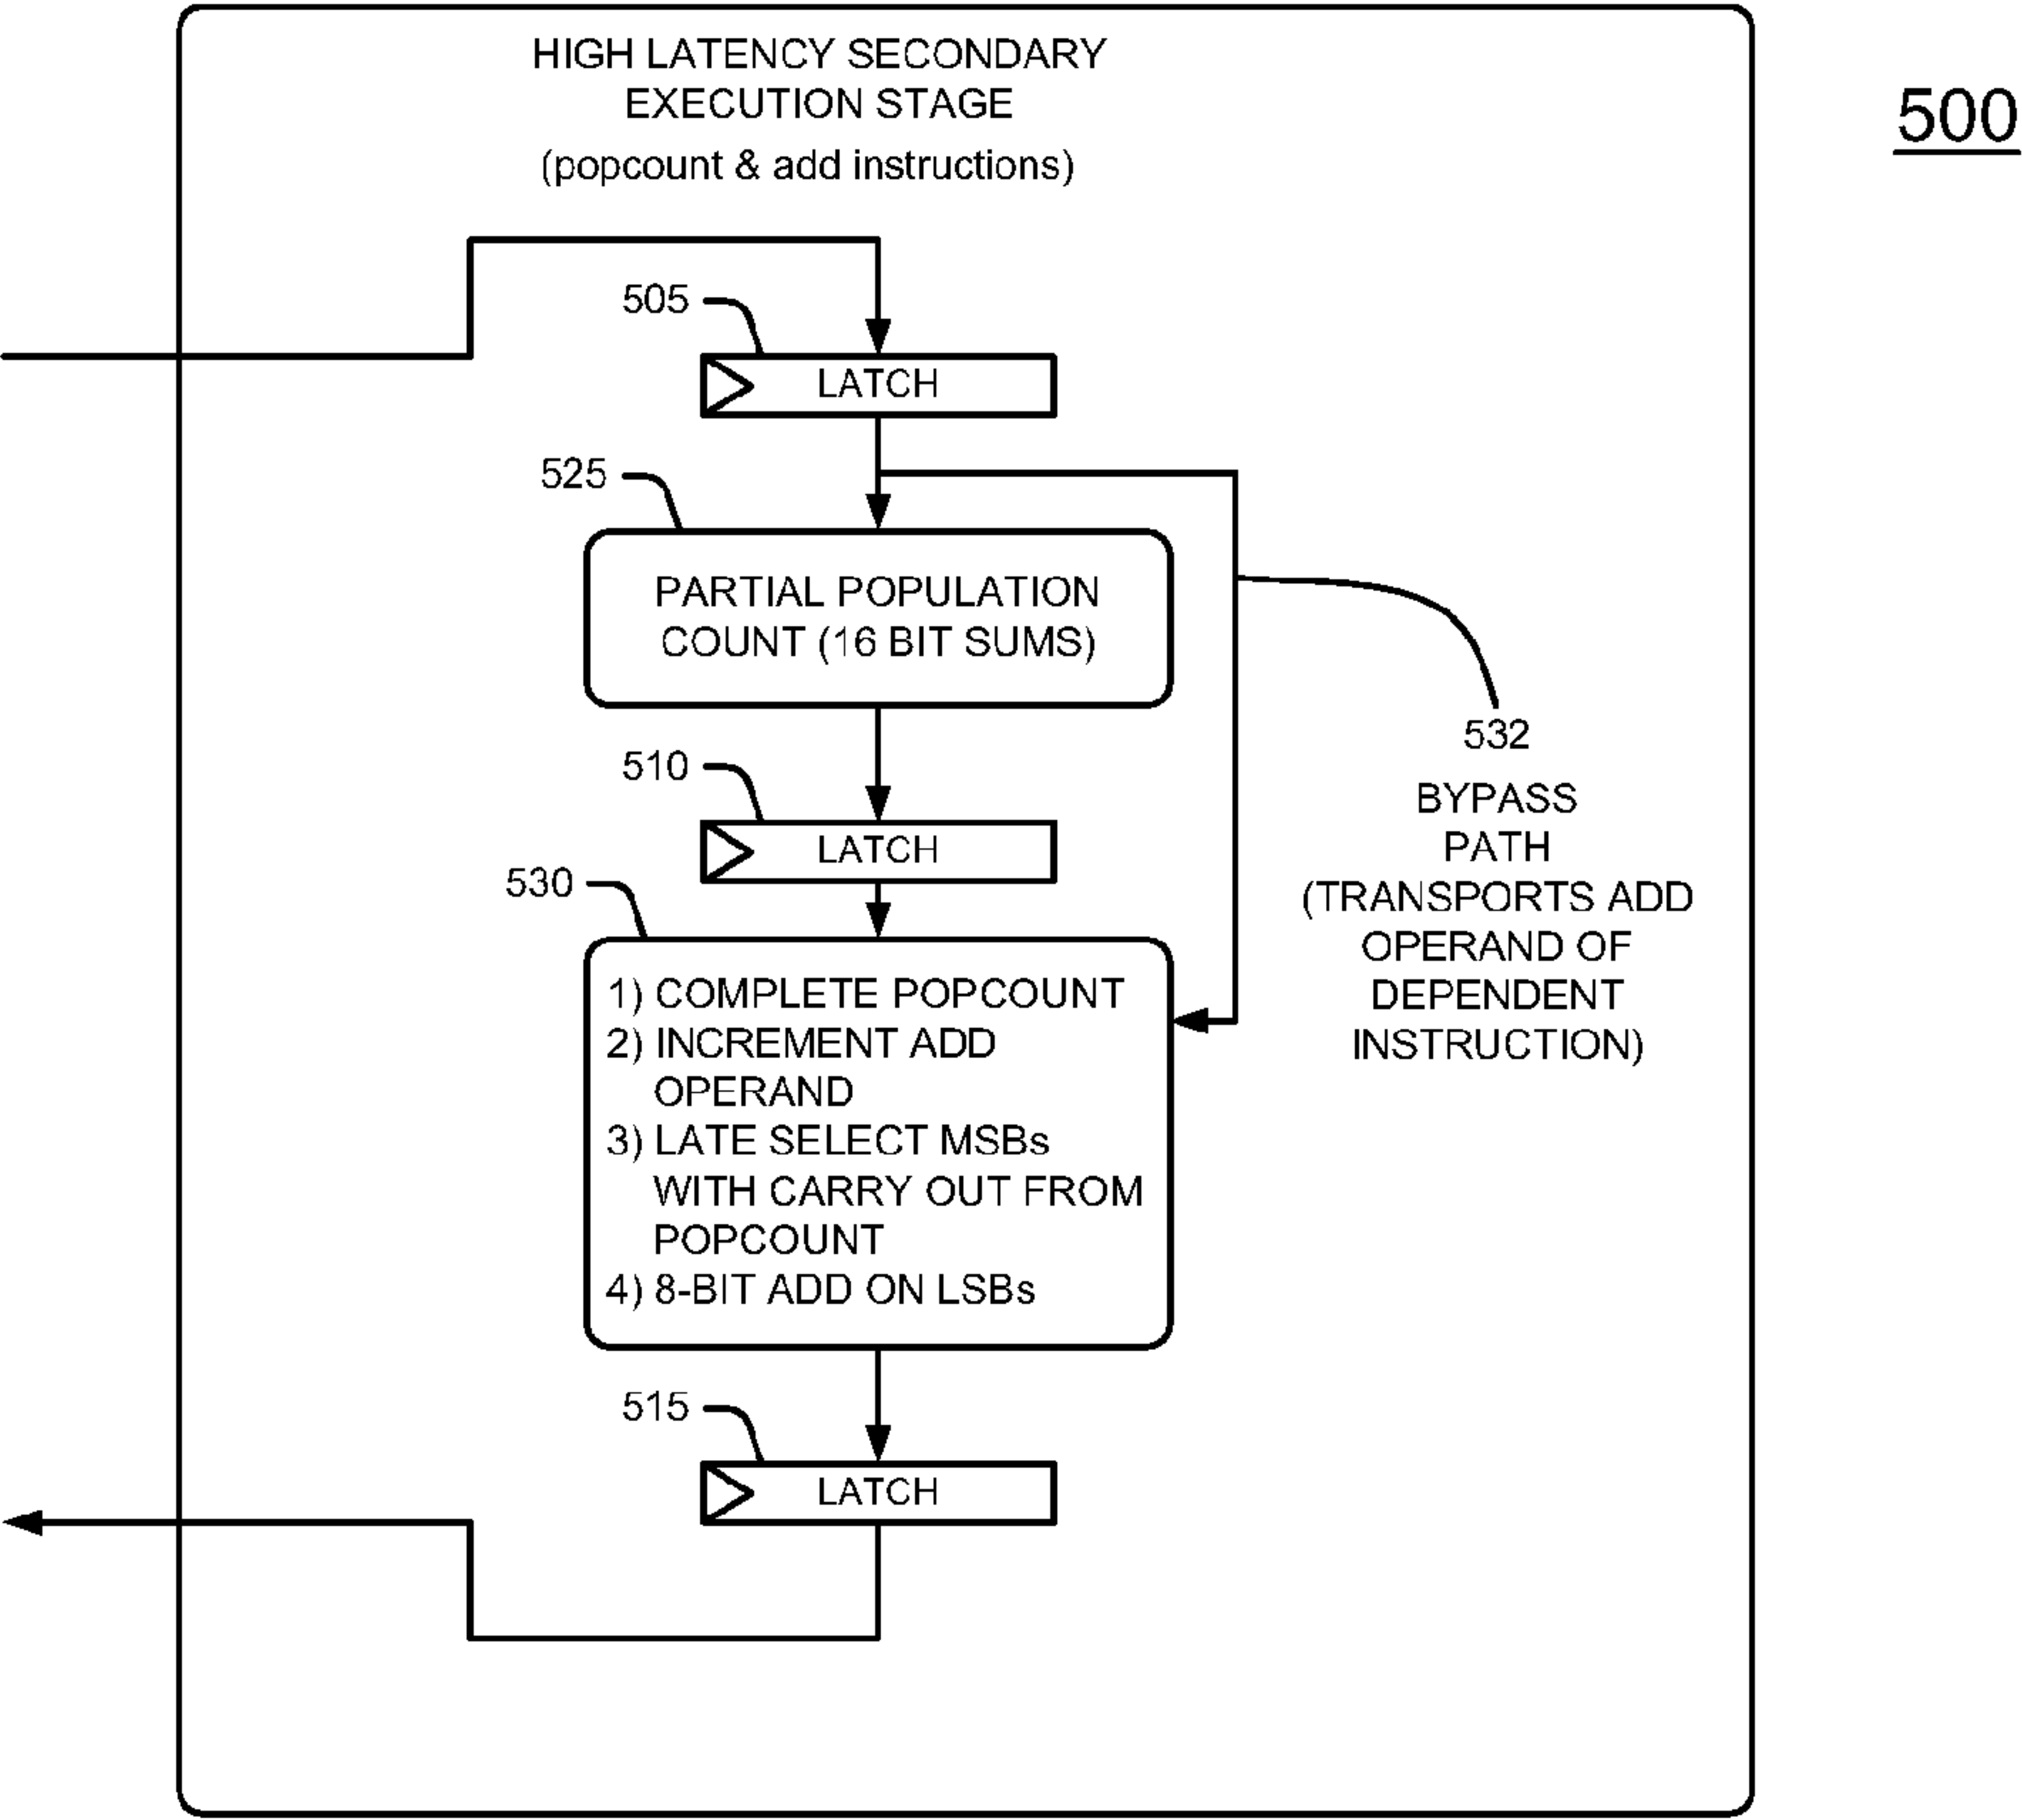 HIGH LATENCY SECONDARY
EXECUTION STAGE
(popcount & add instructions)
500
505
LATCH
525
PARTIAL POPULATION
COUNT (16 BIT SUMS)
532
BYPASS
PATH
(TRANSPORTS ADD
OPERAND OF
DEPENDENT
INSTRUCTION)
510
LATCH
530
1) COMPLETE POPCOUNT
2) INCREMENT ADD
OPERAND
3) LATE SELECT MSBs
WITH CARRY OUT FROM
POPCOUNT
4) 8-BIT ADD ON LSBs
515
LATCH